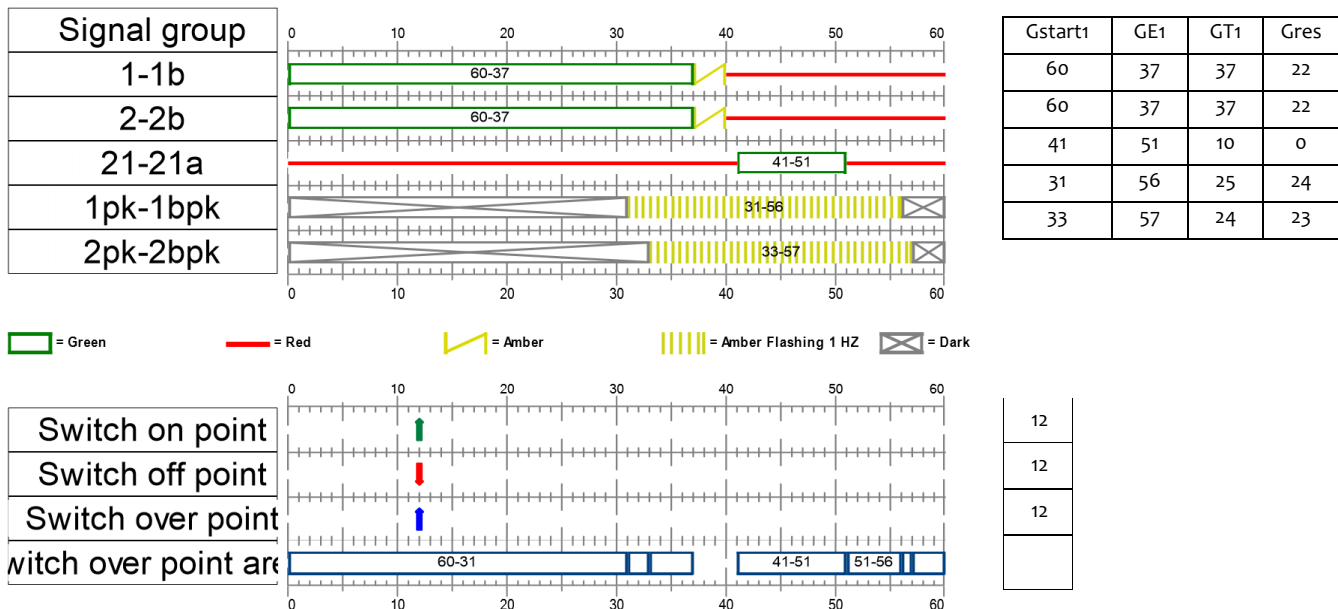 Signal group
0 10 20 30 40 50 60
Gstart1 GE1 GT1 Gres
1-1b 60-37 60 37 37 22
2-2b 60-37 60 37 37 22
21-21a 41-51 41 51 10 0
1pk-1bpk 31-56 31 56 25 24
2pk-2bpk 33-57 33 57 24 23
0 10 20 30 40 50 60
= Green = Red = Amber = Amber Flashing 1 HZ = Dark
0 10 20 30 40 50 60
Switch on point 12
Switch off point 12
Switch over point 12
witch over point are 60-31 41-51 51-56
0 10 20 30 40 50 60